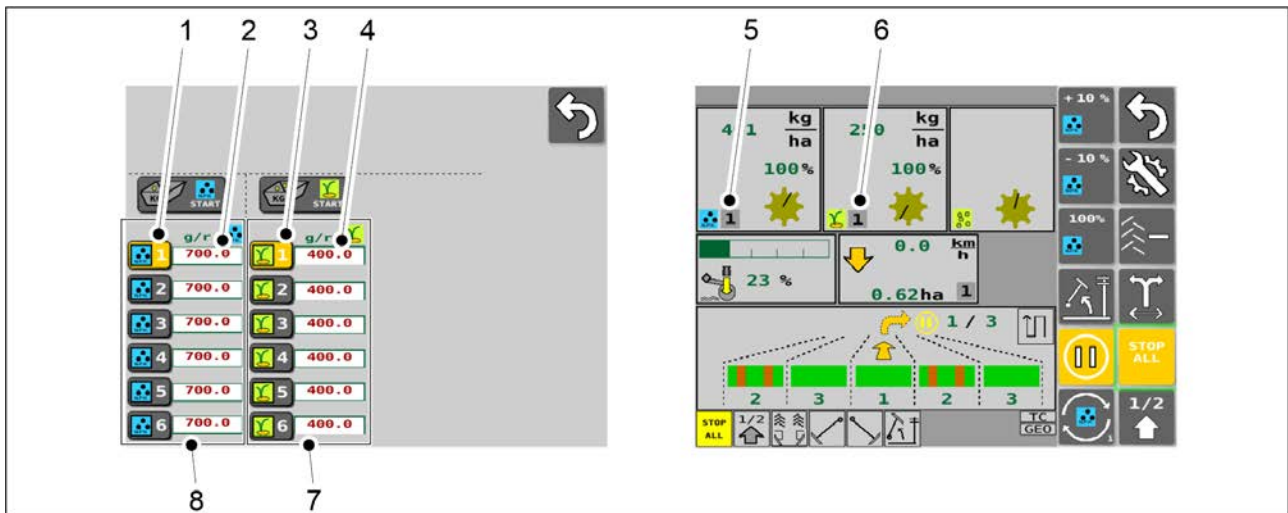 1 2 3 4 5 6
KG START KG START
g/r g/r
1 700.0 1 400.0
2 700.0 2 400.0
3 700.0 3 400.0
4 700.0 4 400.0
5 700.0 5 400.0
6 700.0 6 400.0
8 7
kg/ha kg/ha
250
100% 100%
1 1
23 %
0.0 km/h
0.62ha 1
1 / 3
2 3 1 2 3
STOP ALL 1/2
TC
GEO
+10 %
- 10 %
100%
STOP ALL
1/2
1